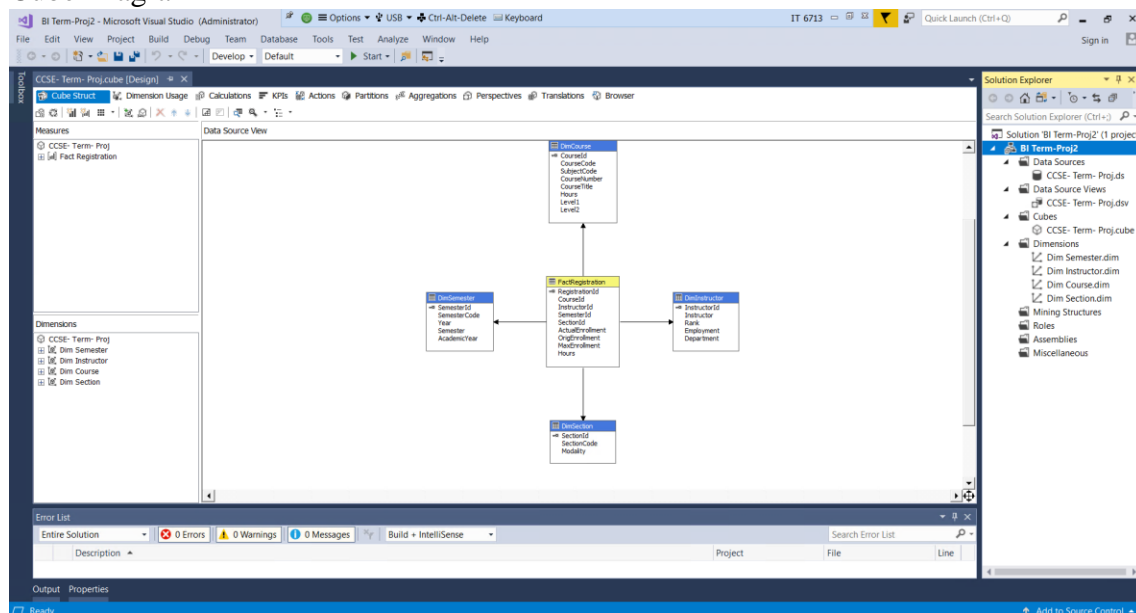 BI Term-Proj2 - Microsoft Visual Studio (Administrator)
Options USB Ctrl-Alt-Delete Keyboard
IT 6713
Quick Launch (Ctrl+Q)
File Edit View Project Build Debug Team Database Tools Test Analyze Window Help
Sign in
Develop Default Start
Toolbox
CCSE- Term- Proj.cube [Design]
Cube Struct Dimension Usage Calculations KPIs Actions Partitions Aggregations Perspectives Translations Browser
Measures
CCSE- Term- Proj
Fact Registration
Dimensions
CCSE- Term- Proj
Dim Semester
Dim Instructor
Dim Course
Dim Section
Data Source View
DimCourse
CourseId
CourseCode
SubjectCode
CourseNumber
CourseTitle
Hours
Level1
Level2
DimSemester
SemesterId
SemesterCode
Year
Semester
AcademicYear
FactRegistration
RegistrationId
CourseId
InstructorId
SemesterId
SectionId
ActualEnrollment
OrigEnrollment
MaxEnrollment
Hours
DimInstructor
InstructorId
Instructor
Rank
Employment
Department
DimSection
SectionId
SectionCode
Modality
Solution Explorer
Search Solution Explorer (Ctrl+;)
Solution 'BI Term-Proj2' (1 projec
BI Term-Proj2
Data Sources
CCSE- Term- Proj.ds
Data Source Views
CCSE- Term- Proj.dsv
Cubes
CCSE- Term- Proj.cube
Dimensions
Dim Semester.dim
Dim Instructor.dim
Dim Course.dim
Dim Section.dim
Mining Structures
Roles
Assemblies
Miscellaneous
Error List
Entire Solution 0 Errors 0 Warnings 0 Messages Build + IntelliSense
Search Error List
Description Project File Line
Output Properties
Ready
Add to Source Control